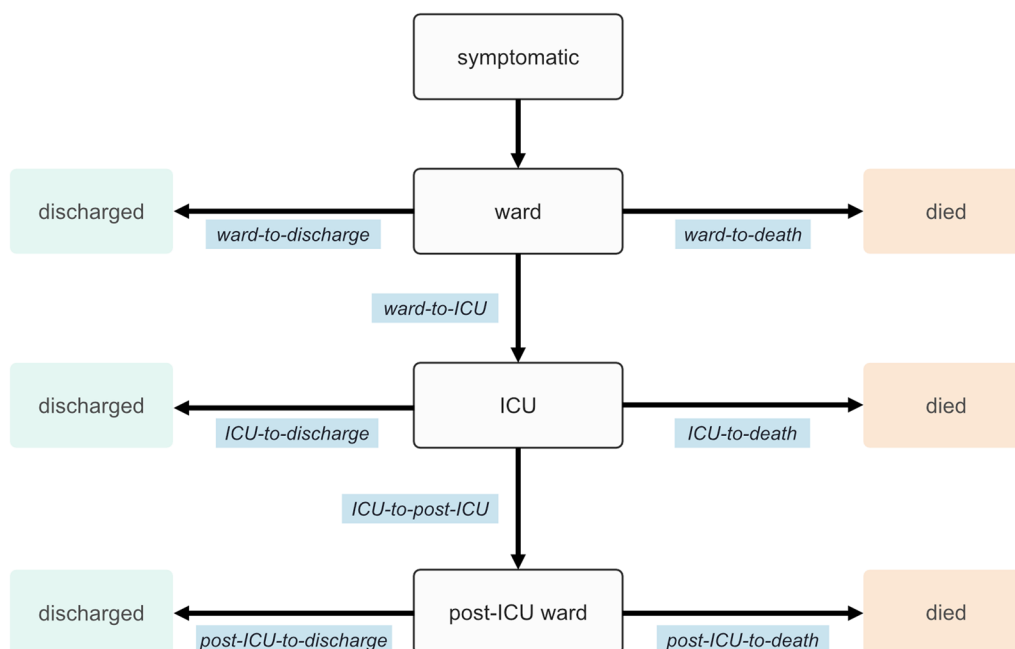 symptomatic
discharged
ward
died
ward-to-discharge
ward-to-death
ward-to-ICU
discharged
ICU
died
ICU-to-discharge
ICU-to-death
ICU-to-post-ICU
discharged
post-ICU ward
died
post-ICU-to-discharge
post-ICU-to-death